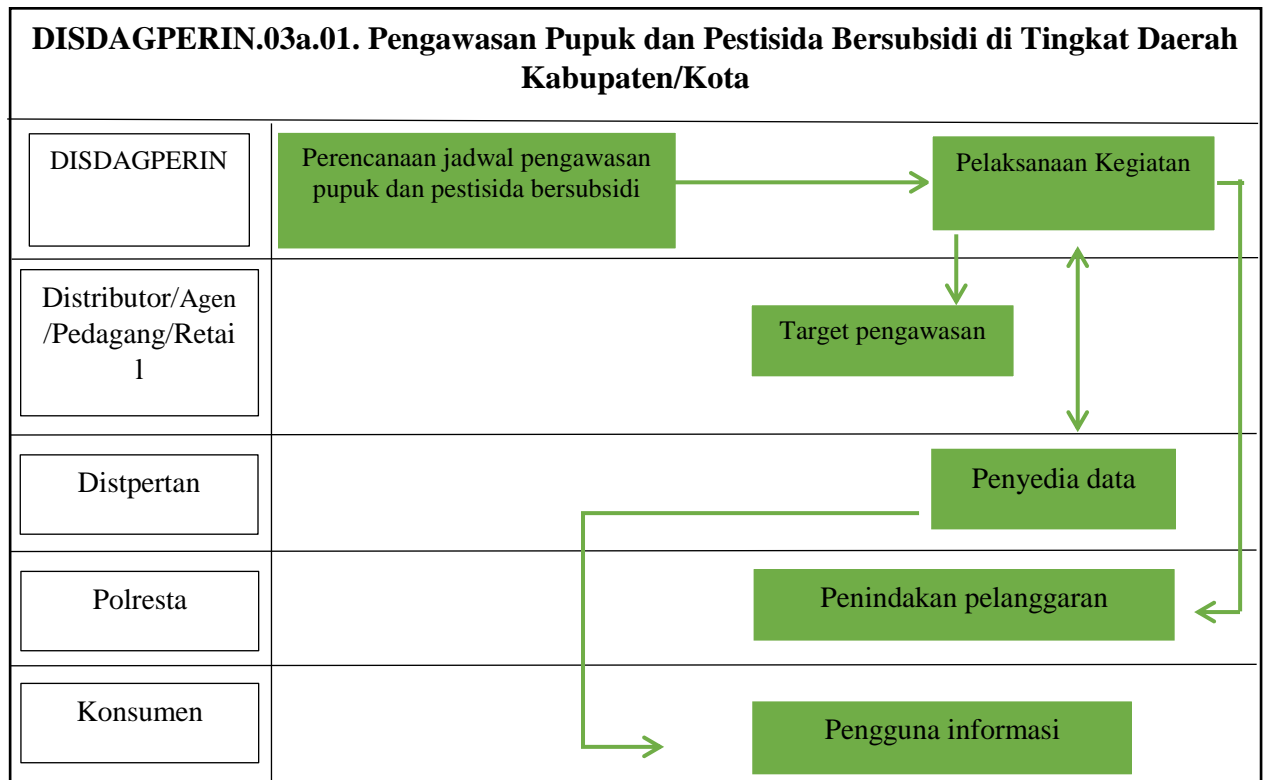 DISDAGPERIN.03a.01. Pengawasan Pupuk dan Pestisida Bersubsidi di Tingkat Daerah
Kabupaten/Kota
DISDAGPERIN
Perencanaan jadwal pengawasan
pupuk dan pestisida bersubsidi
Pelaksanaan Kegiatan
Distributor/Agen
/Pedagang/Retai
l
Target pengawasan
Distpertan
Penyedia data
Polresta
Penindakan pelanggaran
Konsumen
Pengguna informasi